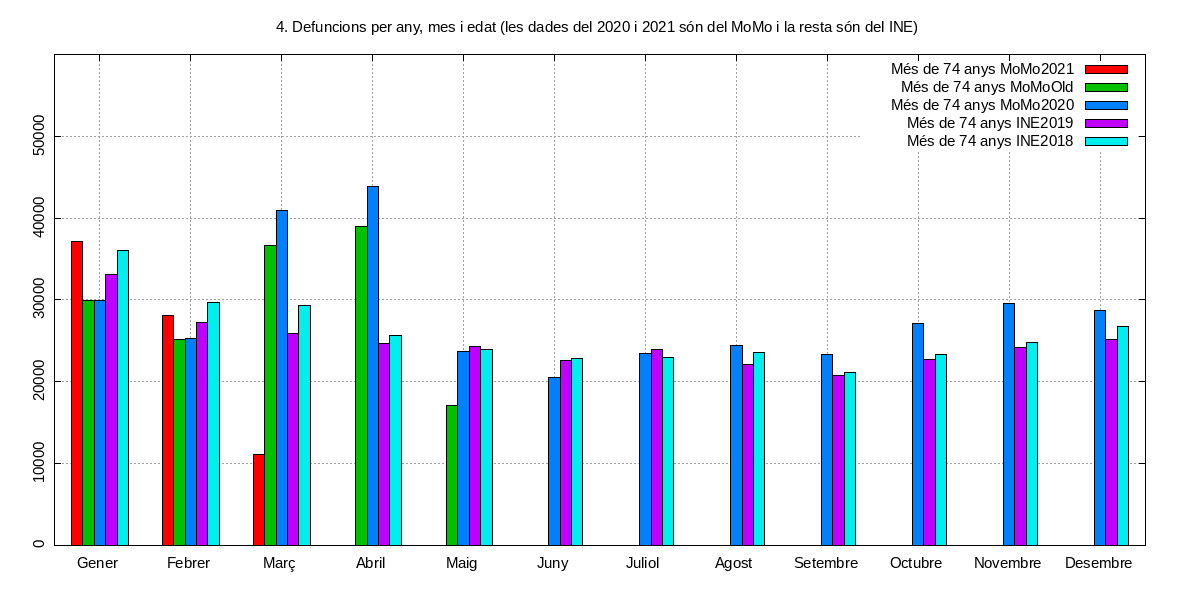 4. Defuncions per any, mes i edat (les dades del 2020 i 2021 són del MoMo i la resta són del INE)
Més de 74 anys MoMo2021
Més de 74 anys MoMoOld
Més de 74 anys MoMo2020
Més de 74 anys INE2019
Més de 74 anys INE2018
50000
40000
30000
20000
10000
0
Gener Febrer Març Abril Maig Juny Juliol Agost Setembre Octubre Novembre Desembre